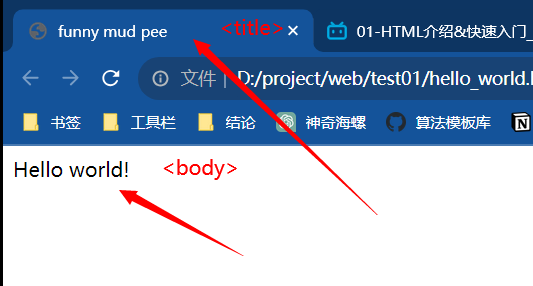 funny mud pee <title> 01-HTML介绍&快速入门_
文件 D:/project/web/test01/hello_world.
书签 工具栏 结论 神奇海螺 算法模板库
Hello world! <body>